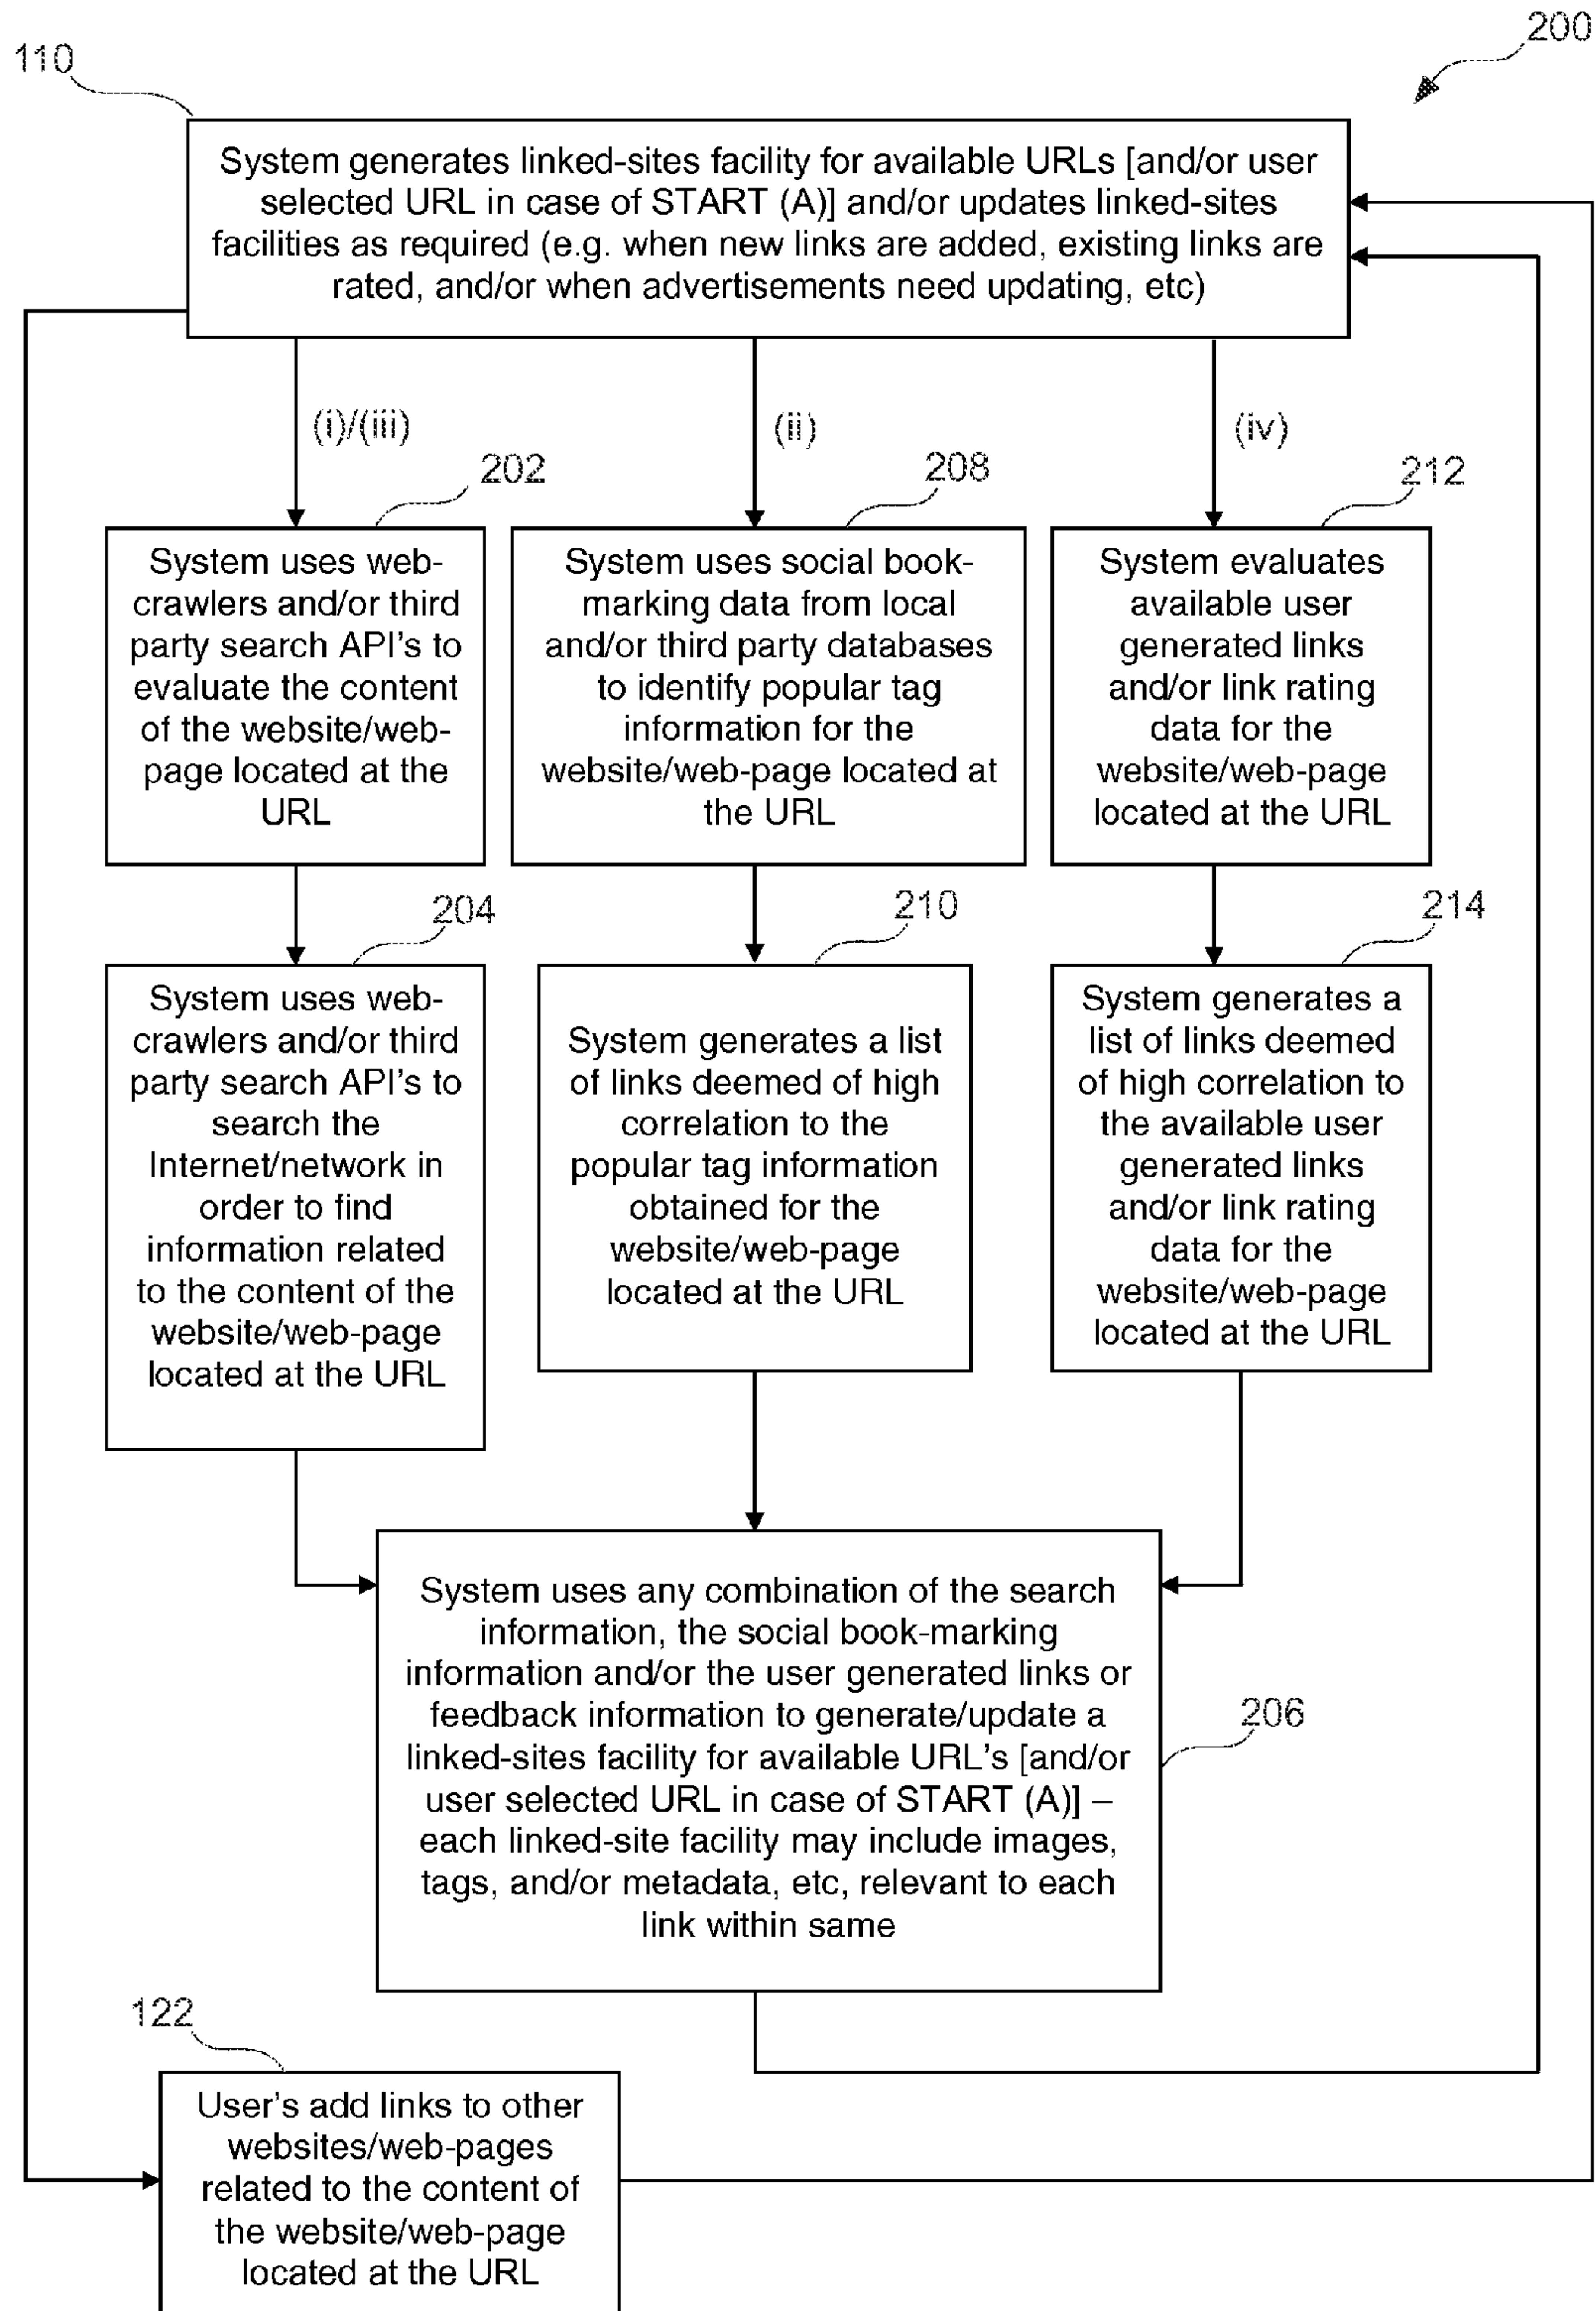 200
110
System generates linked-sites facility for available URLs [and/or user
selected URL in case of START (A)] and/or updates linked-sites
facilities as required (e.g. when new links are added, existing links are
rated, and/or when advertisements need updating, etc)
(i)/(iii)
(ii)
(iv)
202
208
212
System uses web-
crawlers and/or third
party search API's to
evaluate the content
of the website/web-
page located at the
URL
System uses social book-
marking data from local
and/or third party databases
to identify popular tag
information for the
website/web-page located at
the URL
System evaluates
available user
generated links
and/or link rating
data for the
website/web-page
located at the URL
204
210
214
System uses web-
crawlers and/or third
party search API's to
search the
Internet/network in
order to find
information related
to the content of the
website/web-page
located at the URL
System generates a list
of links deemed of high
correlation to the
popular tag information
obtained for the
website/web-page
located at the URL
System generates a
list of links deemed
of high correlation to
the available user
generated links
and/or link rating
data for the
website/web-page
located at the URL
System uses any combination of the search
information, the social book-marking
information and/or the user generated links or
feedback information to generate/update a
linked-sites facility for available URL's [and/or
user selected URL in case of START (A)] –
each linked-site facility may include images,
tags, and/or metadata, etc, relevant to each
link within same
206
122
User's add links to other
websites/web-pages
related to the content of
the website/web-page
located at the URL